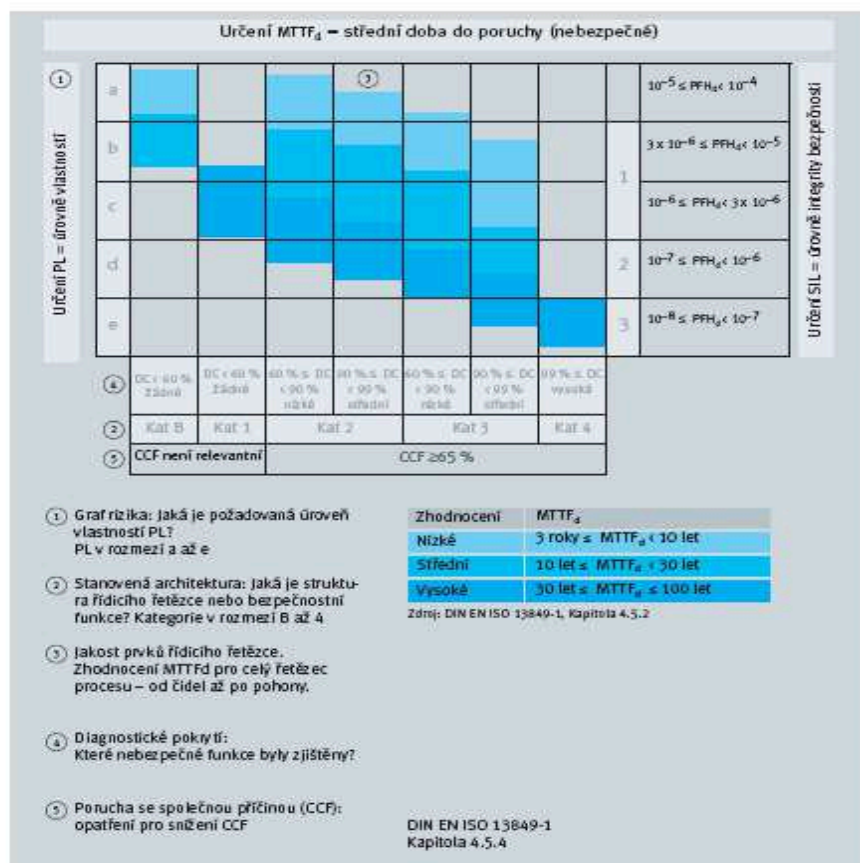 Určení MTTFd – střední doba do poruchy (nebezpečné)
Určení PL = úrovně vlastností
1
3
a
10–5 ≤ PFHd< 10–4
b
3 x 10–6 ≤ PFHd< 10–5
1
c
10–6 ≤ PFHd< 3x 10–6
d
2
10–7 ≤ PFHd< 10–6
e
3
10–8 ≤ PFHd< 10–7
Určení SIL = úrovně integrity bezpečnosti
4
DC < 60 % žádné
DC < 60 % žádné
60 % ≤ DC < 90 % nízké
90 % ≤ DC < 99 % střední
60 % ≤ DC < 90 % nízké
90 % ≤ DC < 99 % střední
99 % ≤ DC vysoké
2
Kat B
Kat 1
Kat 2
Kat 3
Kat 4
5
CCF není relevantní
CCF ≥65 %
1 Graf rizika: Jaká je požadovaná úroveň
vlastností PL?
PL v rozmezí a až e
2 Stanovená architektura: Jaká je struktu-
ra řídicího řetězce nebo bezpečnostní
funkce? Kategorie v rozmezí B až 4
3 Jakost prvků řídicího řetězce.
Zhodnocení MTTFd pro celý řetězec
procesu – od čidel až po pohony.
4 Diagnostické pokrytí:
Které nebezpečné funkce byly zjištěny?
5 Porucha se společnou příčinou (CCF):
opatření pro snížení CCF
Zhodnocení MTTFd
Nízké 3 roky ≤ MTTFd < 10 let
Střední 10 let ≤ MTTFd < 30 let
Vysoké 30 let ≤ MTTFd ≤ 100 let
Zdroj: DIN EN ISO 13849-1, Kapitola 4.5.2
DIN EN ISO 13849-1
Kapitola 4.5.4